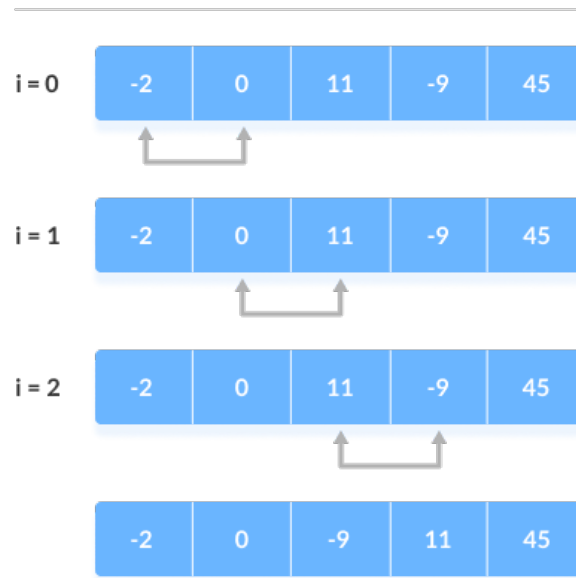 i = 0 -2 0 11 -9 45
i = 1 -2 0 11 -9 45
i = 2 -2 0 11 -9 45
-2 0 -9 11 45